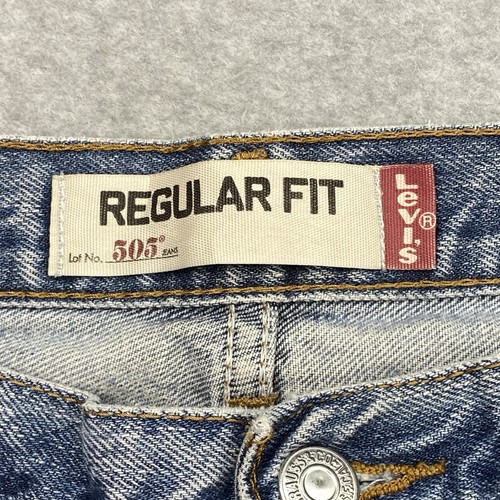 REGULAR FIT
Lot No. 505® JEANS
Levi's®